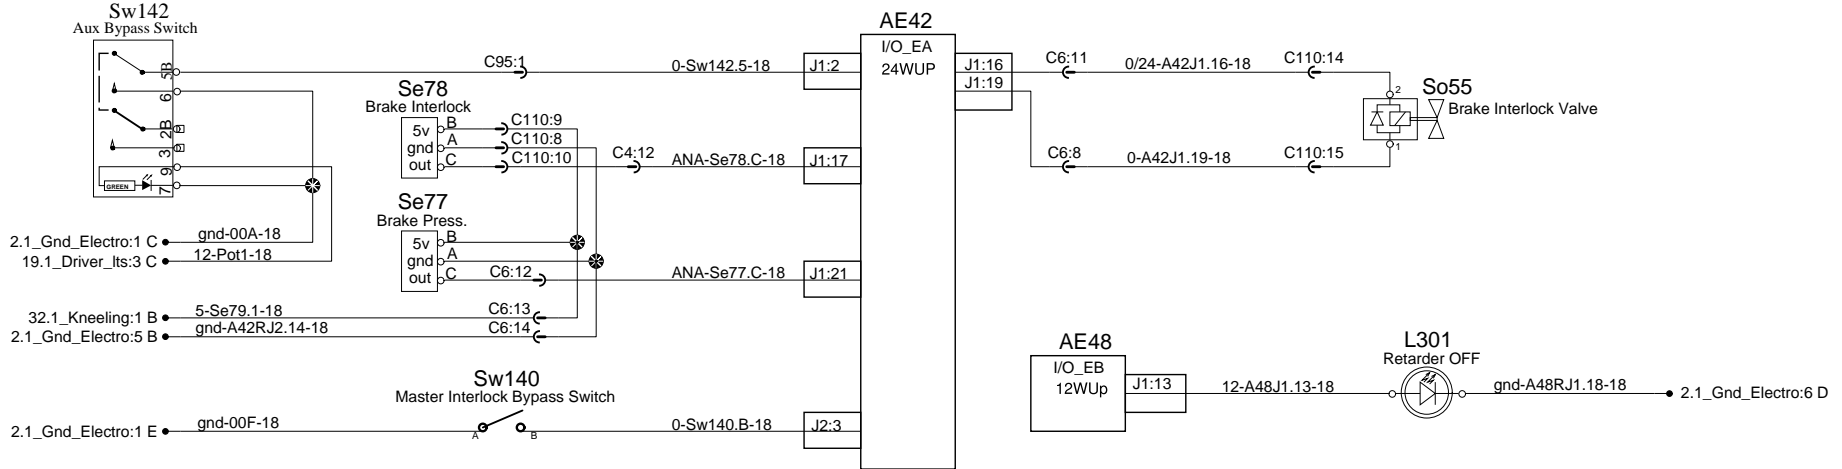 Sw142
Aux Bypass Switch
5B
6
2B
3
9
7
GREEN
2.1_Gnd_Electro:1 C
gnd-00A-18
19.1_Driver_lts:3 C
12-Pot1-18
C95:1
0-Sw142.5-18
J1:2
Se78
Brake Interlock
5v
gnd
out
B
A
C
C110:9
C110:8
C110:10
C4:12
ANA-Se78.C-18
J1:17
Se77
Brake Press.
5v
gnd
out
B
A
C
C6:12
ANA-Se77.C-18
J1:21
32.1_Kneeling:1 B
5-Se79.1-18
C6:13
2.1_Gnd_Electro:5 B
gnd-A42RJ2.14-18
C6:14
Sw140
Master Interlock Bypass Switch
2.1_Gnd_Electro:1 E
gnd-00F-18
A
B
0-Sw140.B-18
J2:3
AE42
I/O_EA
24WUP
J1:16
J1:19
C6:11
0/24-A42J1.16-18
C110:14
2
So55
Brake Interlock Valve
1
C6:8
0-A42J1.19-18
C110:15
AE48
I/O_EB
12WUp
J1:13
12-A48J1.13-18
L301
Retarder OFF
gnd-A48RJ1.18-18
2.1_Gnd_Electro:6 D